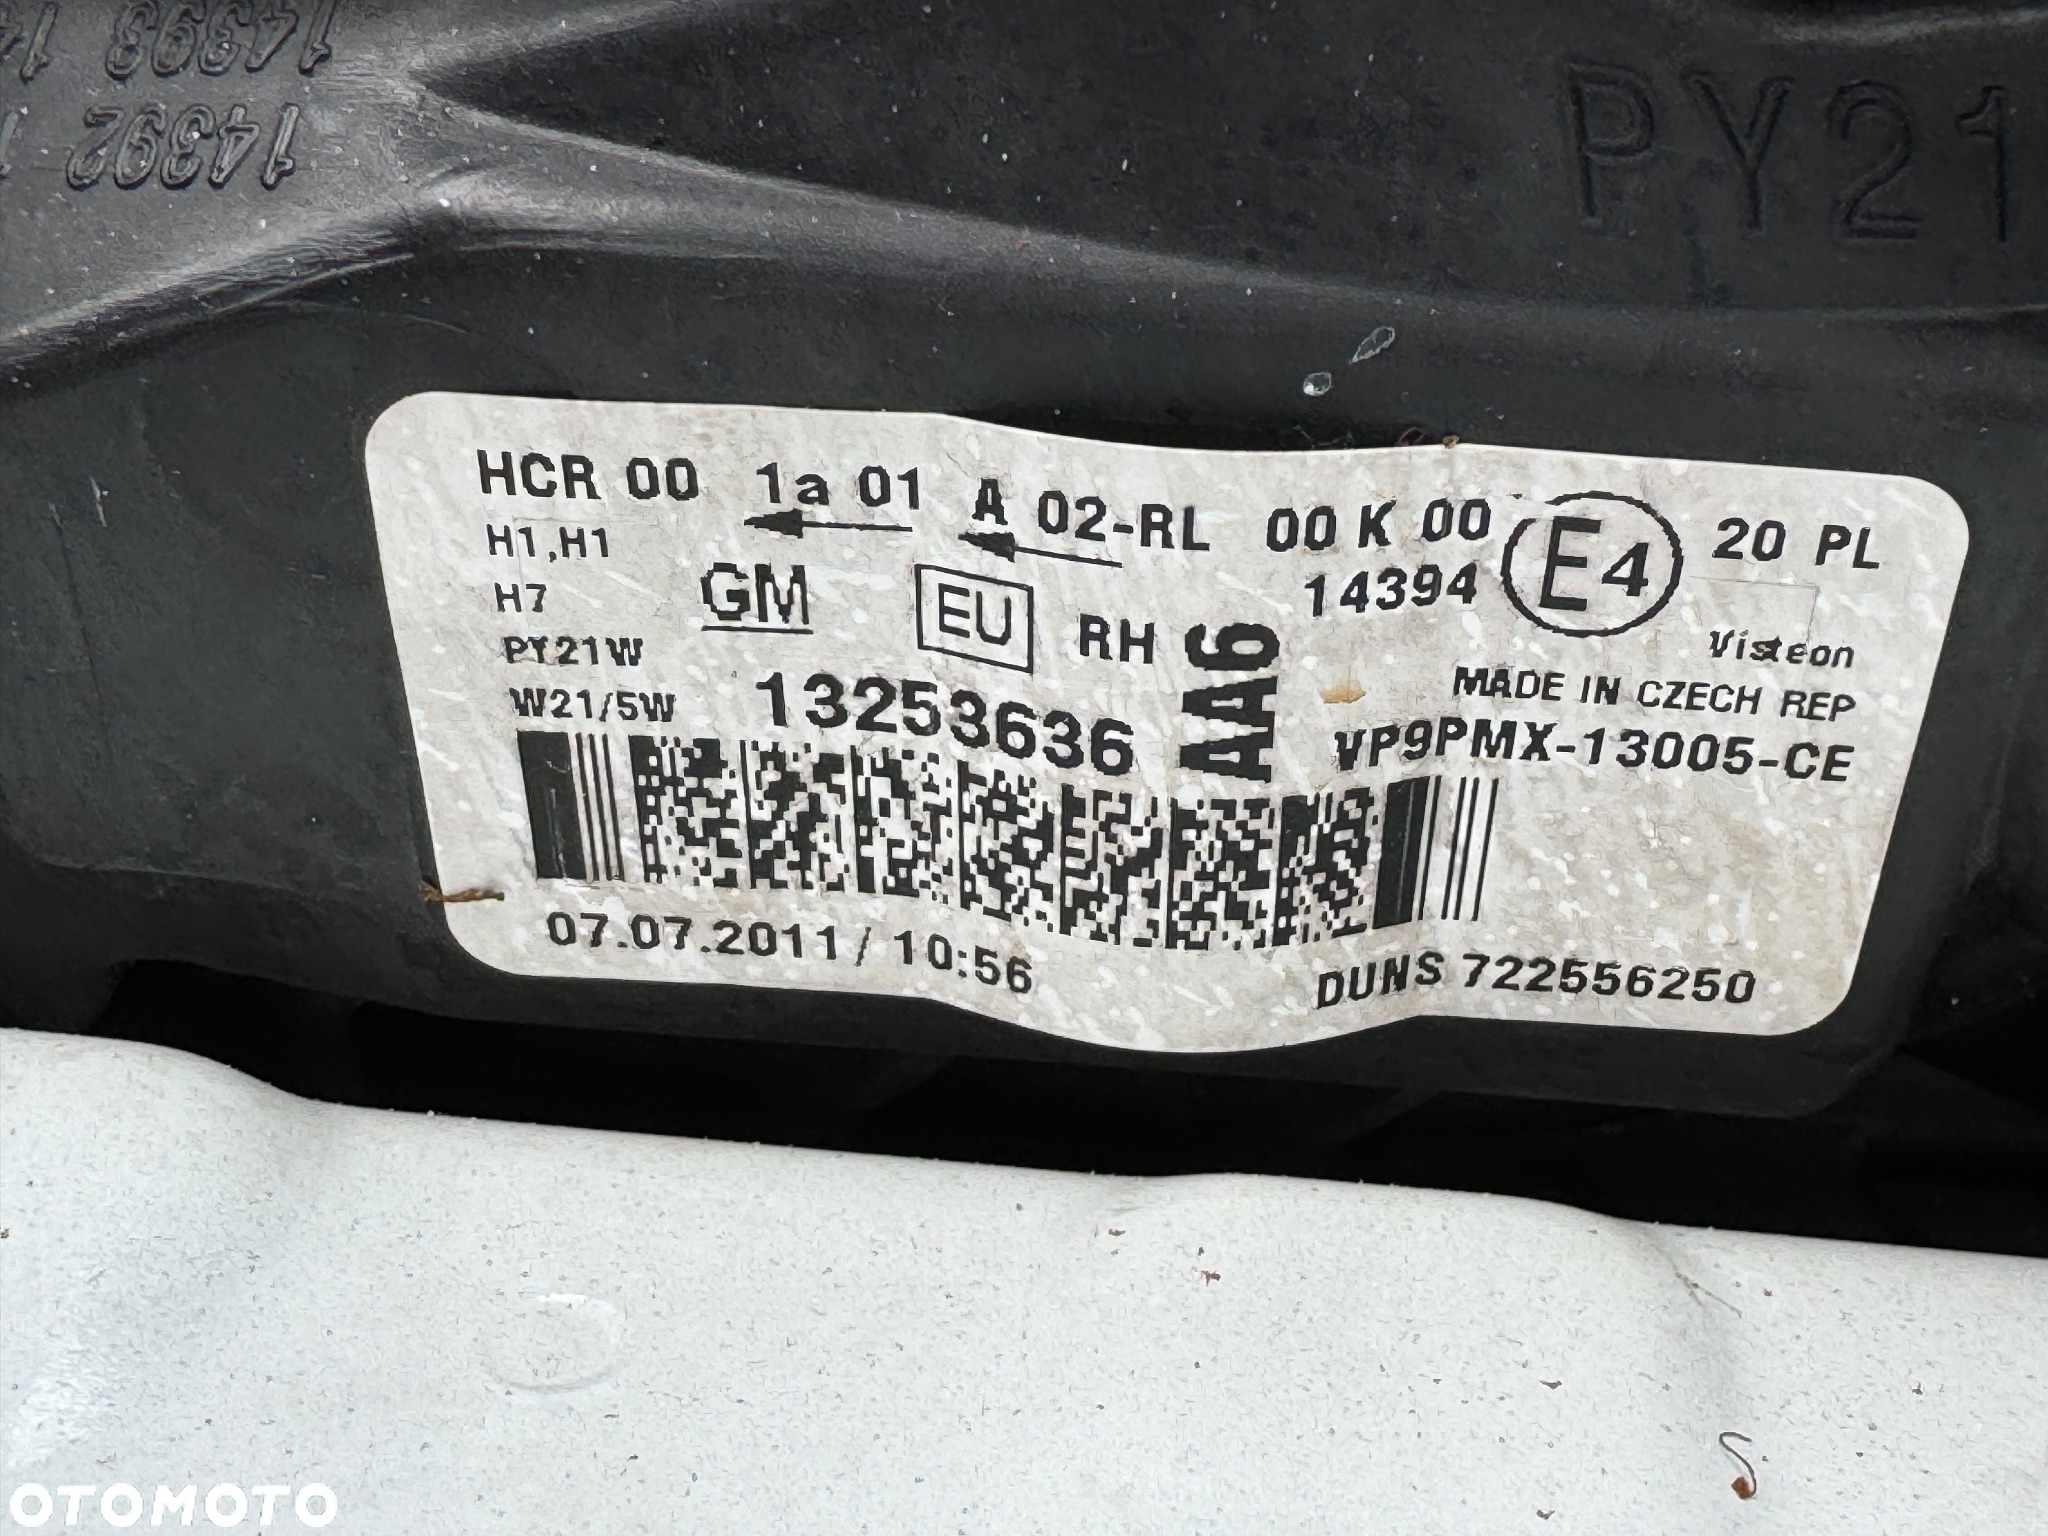 14393 14
14392 1
PY21
HCR 00 1a 01 A 02-RL 00 K 00 E4 20 PL
H1,H1
H7
GM EU RH AA6 14394
Visteon
PY21W
MADE IN CZECH REP
W21/5W 13253636
VP9PMX-13005-CE
07.07.2011 / 10:56
DUNS 722556250
OTOMOTO